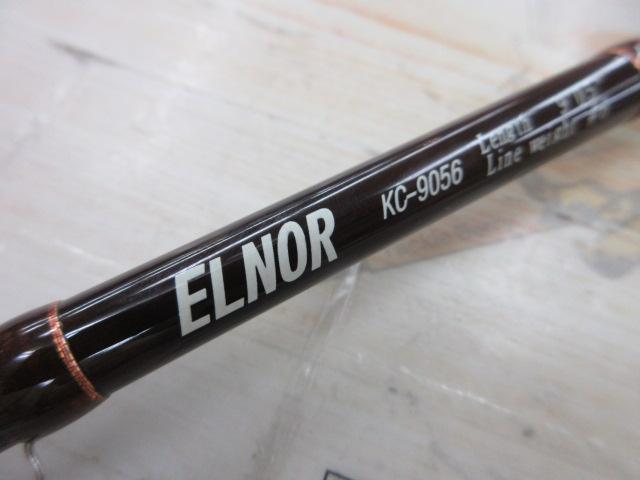 ELNOR KC-9056
Length
Line weight